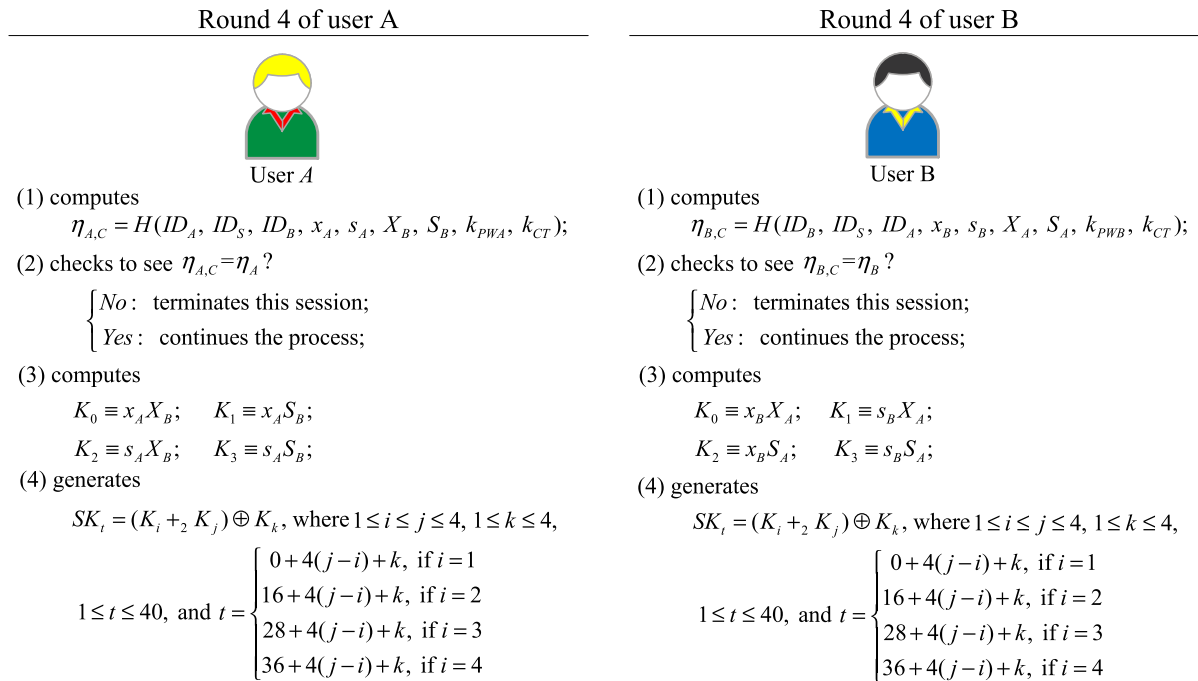 Round 4 of user A
User A
(1) computes
η_{A,C} = H(ID_A, ID_S, ID_B, x_A, s_A, X_B, S_B, k_{PWA}, k_{CT});
(2) checks to see η_{A,C}=η_A?
No: terminates this session;
Yes: continues the process;
(3) computes
K_0 ≡ x_A X_B; K_1 ≡ x_A S_B;
K_2 ≡ s_A X_B; K_3 ≡ s_A S_B;
(4) generates
SK_t = (K_i +_2 K_j) ⊕ K_k, where 1≤i≤j≤4, 1≤k≤4,
0+4(j−i)+k, if i=1
16+4(j−i)+k, if i=2
1≤t≤40, and t=
28+4(j−i)+k, if i=3
36+4(j−i)+k, if i=4
Round 4 of user B
User B
(1) computes
η_{B,C} = H(ID_B, ID_S, ID_A, x_B, s_B, X_A, S_A, k_{PWB}, k_{CT});
(2) checks to see η_{B,C}=η_B?
No: terminates this session;
Yes: continues the process;
(3) computes
K_0 ≡ x_B X_A; K_1 ≡ s_B X_A;
K_2 ≡ x_B S_A; K_3 ≡ s_B S_A;
(4) generates
SK_t = (K_i +_2 K_j) ⊕ K_k, where 1≤i≤j≤4, 1≤k≤4,
0+4(j−i)+k, if i=1
16+4(j−i)+k, if i=2
1≤t≤40, and t=
28+4(j−i)+k, if i=3
36+4(j−i)+k, if i=4